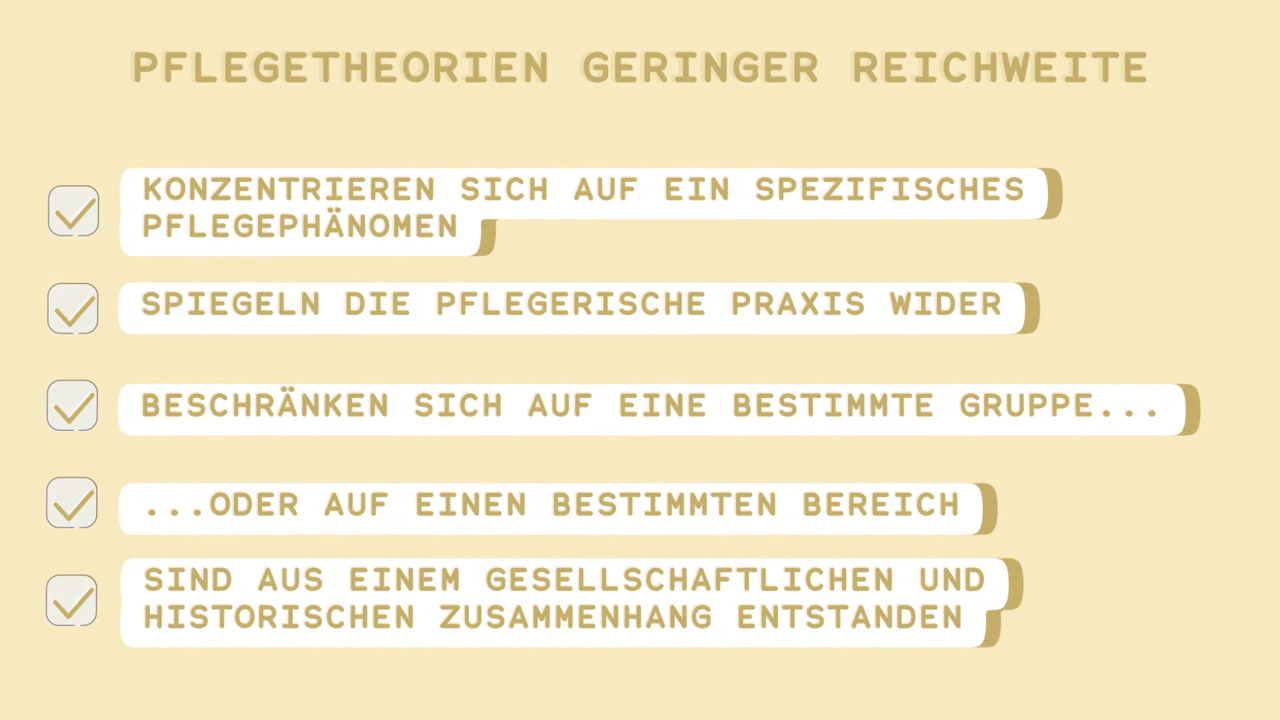 PFLEGETHEORIEN GERINGER REICHWEITE
KONZENTRIEREN SICH AUF EIN SPEZIFISCHES
PFLEGEPHÄNOMEN
SPIEGELN DIE PFLEGERISCHE PRAXIS WIDER
BESCHRÄNKEN SICH AUF EINE BESTIMMTE GRUPPE...
...ODER AUF EINEN BESTIMMTEN BEREICH
SIND AUS EINEM GESELLSCHAFTLICHEN UND
HISTORISCHEN ZUSAMMENHANG ENTSTANDEN